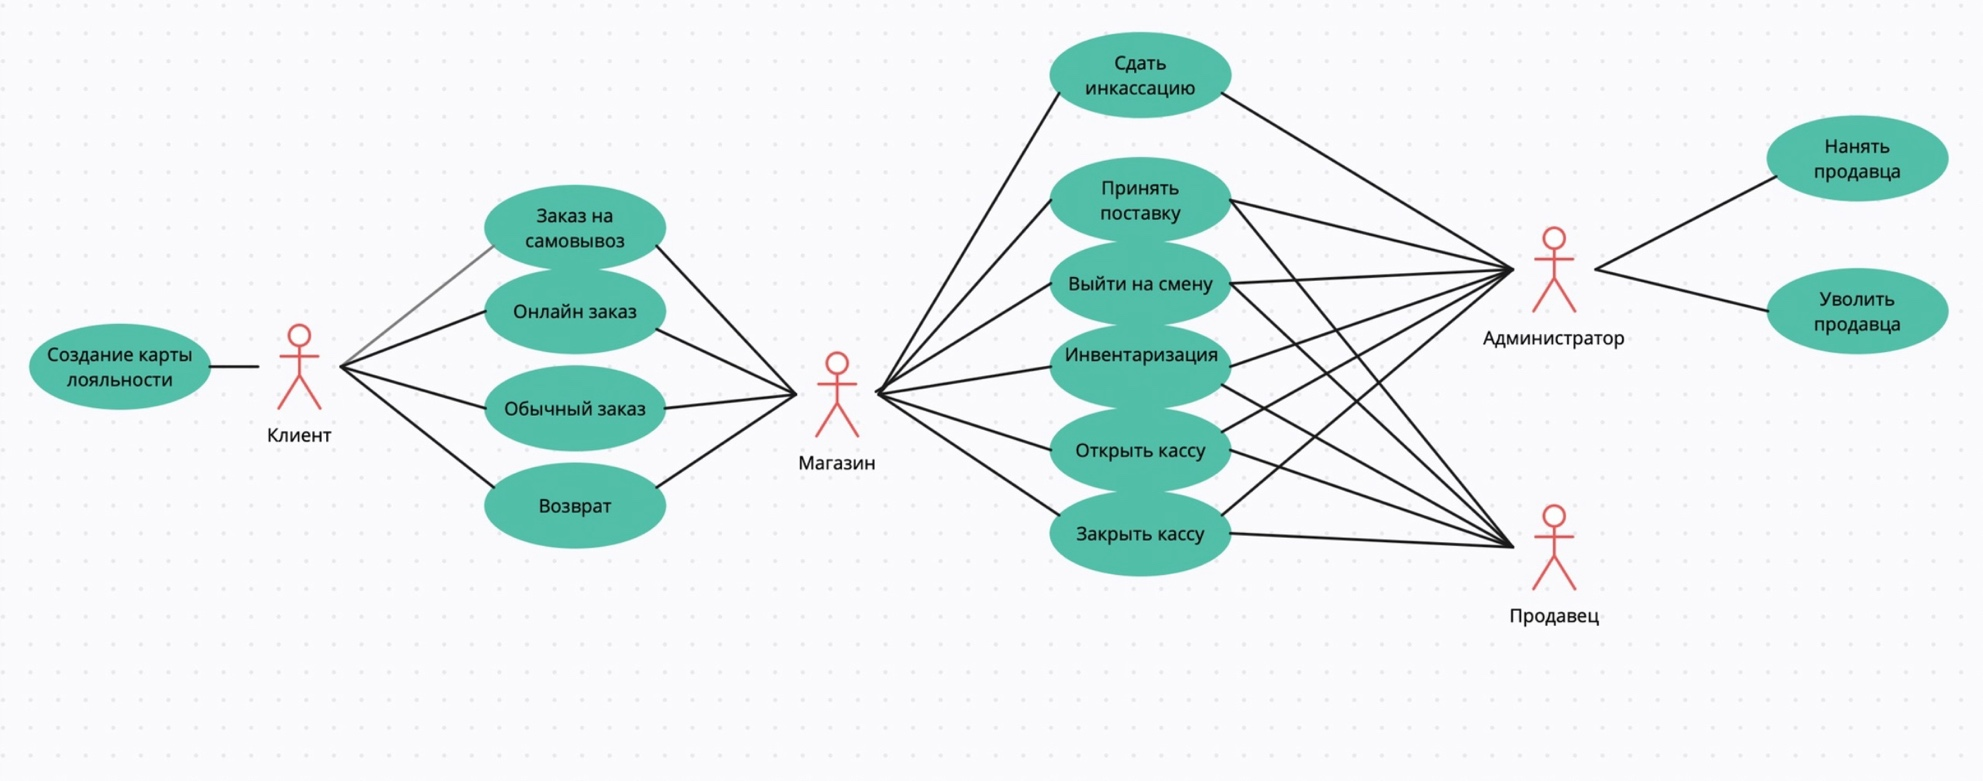 Создание карты
лояльности
Клиент
Заказ на
самовывоз
Онлайн заказ
Обычный заказ
Возврат
Магазин
Сдать
инкассацию
Принять
поставку
Выйти на смену
Инвентаризация
Открыть кассу
Закрыть кассу
Администратор
Продавец
Нанять
продавца
Уволить
продавца